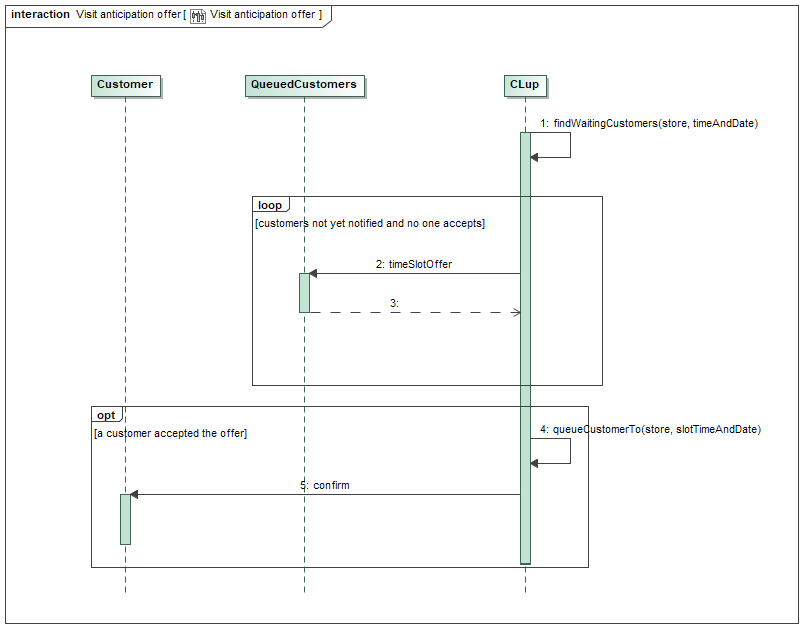 interaction Visit anticipation offer [ Visit anticipation offer ]
Customer QueuedCustomers CLup
1: findWaitingCustomers(store, timeAndDate)
loop
[customers not yet notified and no one accepts]
2: timeSlotOffer
3:
opt
[a customer accepted the offer]
4: queueCustomerTo(store, slotTimeAndDate)
5: confirm